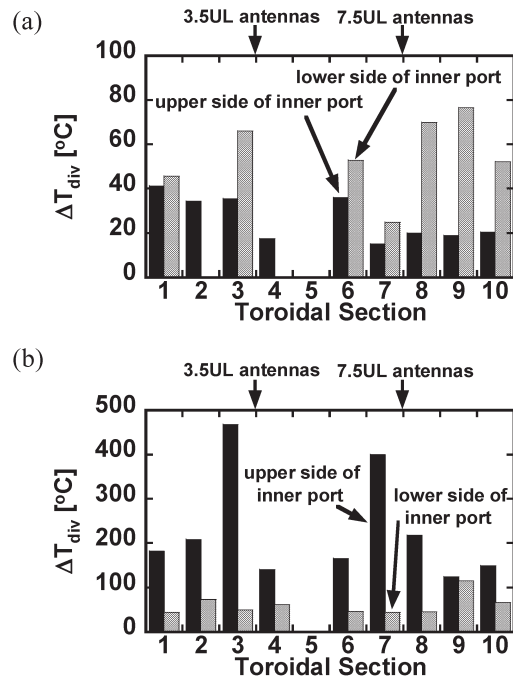 (a)
3.5UL antennas
7.5UL antennas
lower side of inner port
upper side of inner port
ΔTdiv [ºC]
100
80
60
40
20
0
1 2 3 4 5 6 7 8 9 10
Toroidal Section
(b)
3.5UL antennas
7.5UL antennas
upper side of
inner port
lower side of
inner port
ΔTdiv [ºC]
500
400
300
200
100
0
1 2 3 4 5 6 7 8 9 10
Toroidal Section